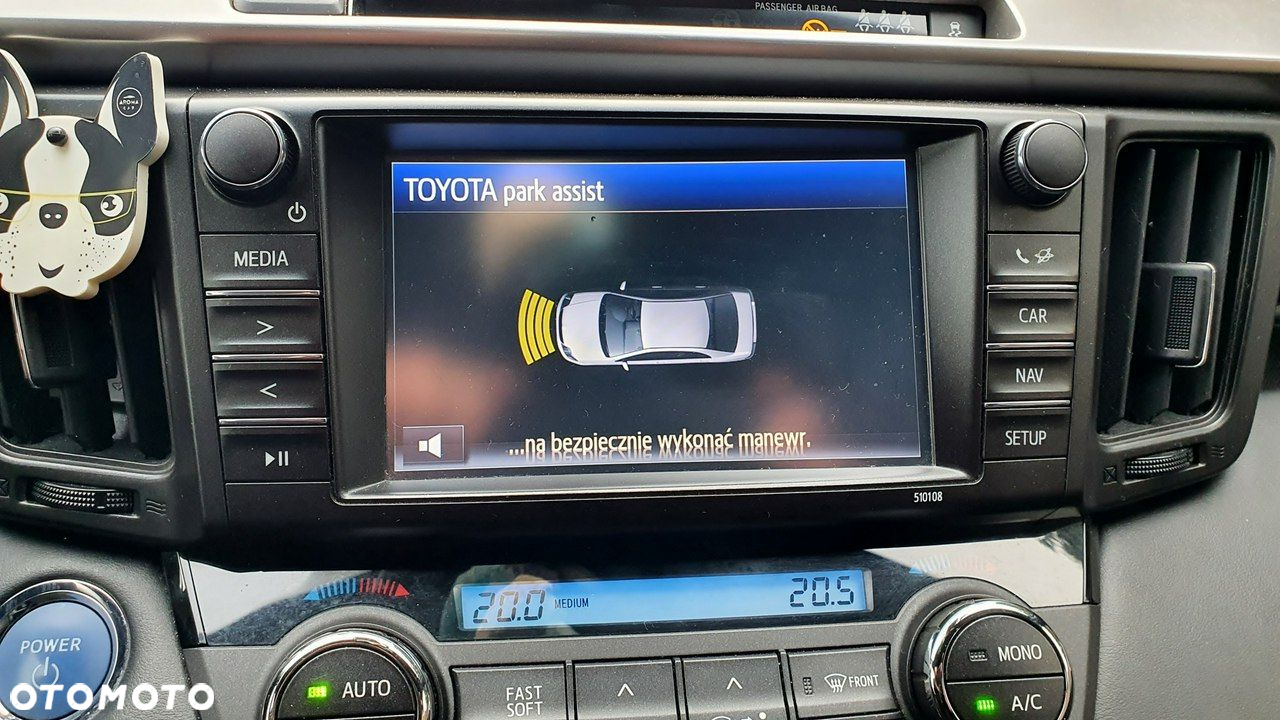 PASSENGER AIR BAG
AROMA CAR
TOYOTA park assist
MEDIA
>
<
CAR
NAV
SETUP
...na bezpiecznie wykonać manewr.
510108
20.0 MEDIUM 20.5
POWER
AUTO
FAST
SOFT
FRONT
MONO
A/C
OTOMOTO